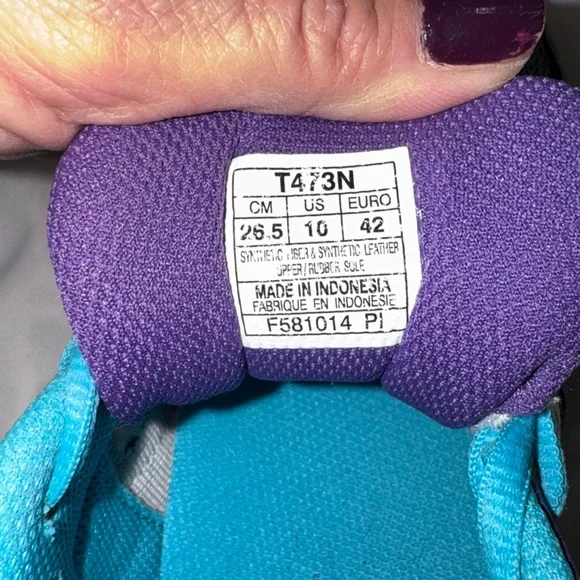 T473N
CM US EURO
26.5 10 42
SYNTHETIC FIBER & SYNTHETIC LEATHER
UPPER/RUBBER SOLE
MADE IN INDONESIA
FABRIQUE EN INDONESIE
F581014 PI